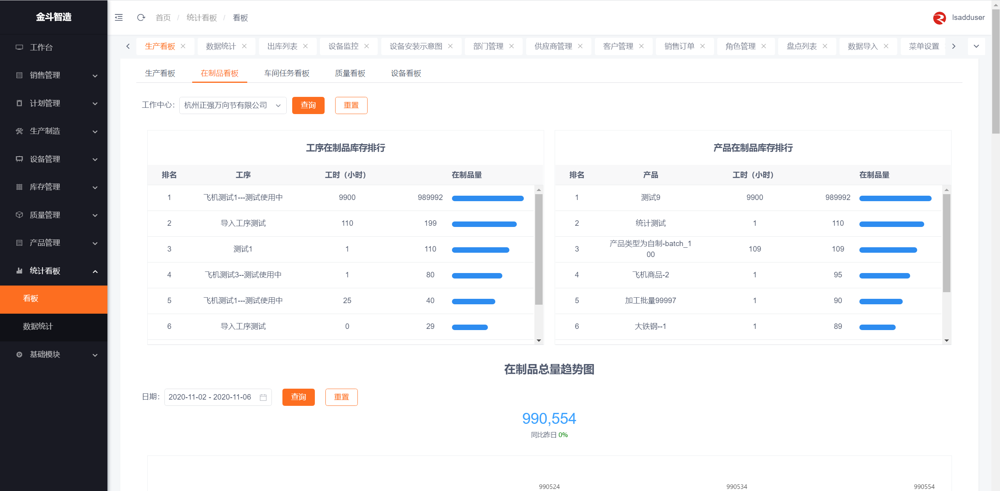 金斗智造
首页 / 统计看板 / 看板
lsadduser
工作台
销售管理
计划管理
生产制造
设备管理
库存管理
质量管理
产品管理
统计看板
看板
数据统计
基础模块
生产看板 数据统计 出库列表 设备监控 设备安装示意图 部门管理 供应商管理 客户管理 销售订单 角色管理 盘点列表 数据导入 菜单设置
生产看板 在制品看板 车间任务看板 质量看板 设备看板
工作中心： 杭州正强万向节有限公司 查询 重置
工序在制品库存排行
排名 工序 工时（小时） 在制品量
1 飞机测试1---测试使用中 9900 989992
2 导入工序测试 110 199
3 测试1 1 110
4 飞机测试3--测试使用中 1 80
5 飞机测试1---测试使用中 25 40
6 导入工序测试 0 29
产品在制品库存排行
排名 产品 工时（小时） 在制品量
1 测试9 9900 989992
2 统计测试 1 110
3 产品类型为自制-batch_1
00 109 109
4 飞机商品-2 1 95
5 加工批量99997 1 90
6 大铁钢--1 1 89
在制品总量趋势图
日期： 2020-11-02 - 2020-11-06 查询 重置
990,554
同比昨日 0%
990524 990534 990554